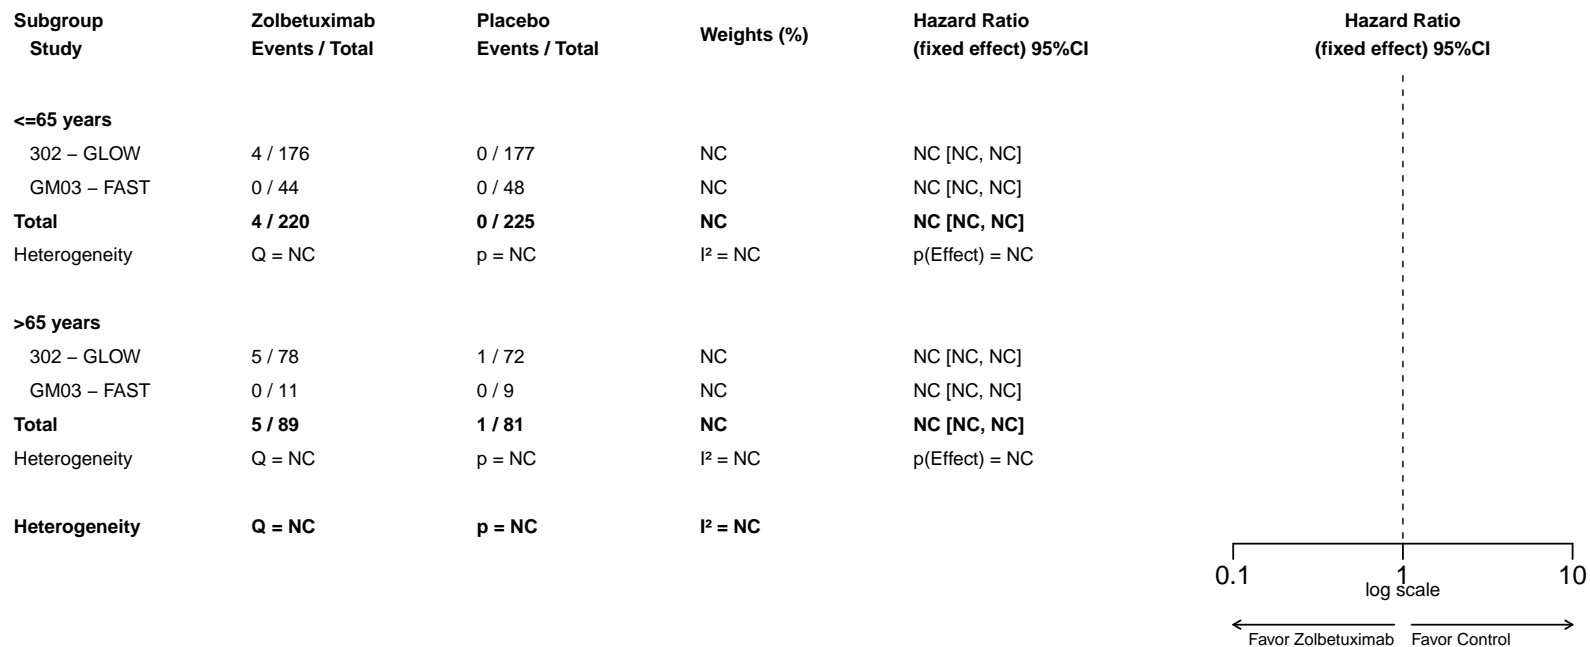 Subgroup Zolbetuximab Placebo Weights (%) Hazard Ratio Hazard Ratio
Study Events / Total Events / Total (fixed effect) 95%CI (fixed effect) 95%CI
<=65 years
302 – GLOW 4 / 176 0 / 177 NC NC [NC, NC]
GM03 – FAST 0 / 44 0 / 48 NC NC [NC, NC]
Total 4 / 220 0 / 225 NC NC [NC, NC]
Heterogeneity Q = NC p = NC I² = NC p(Effect) = NC
>65 years
302 – GLOW 5 / 78 1 / 72 NC NC [NC, NC]
GM03 – FAST 0 / 11 0 / 9 NC NC [NC, NC]
Total 5 / 89 1 / 81 NC NC [NC, NC]
Heterogeneity Q = NC p = NC I² = NC p(Effect) = NC
Heterogeneity Q = NC p = NC I² = NC
0.1 1 10
log scale
Favor Zolbetuximab Favor Control